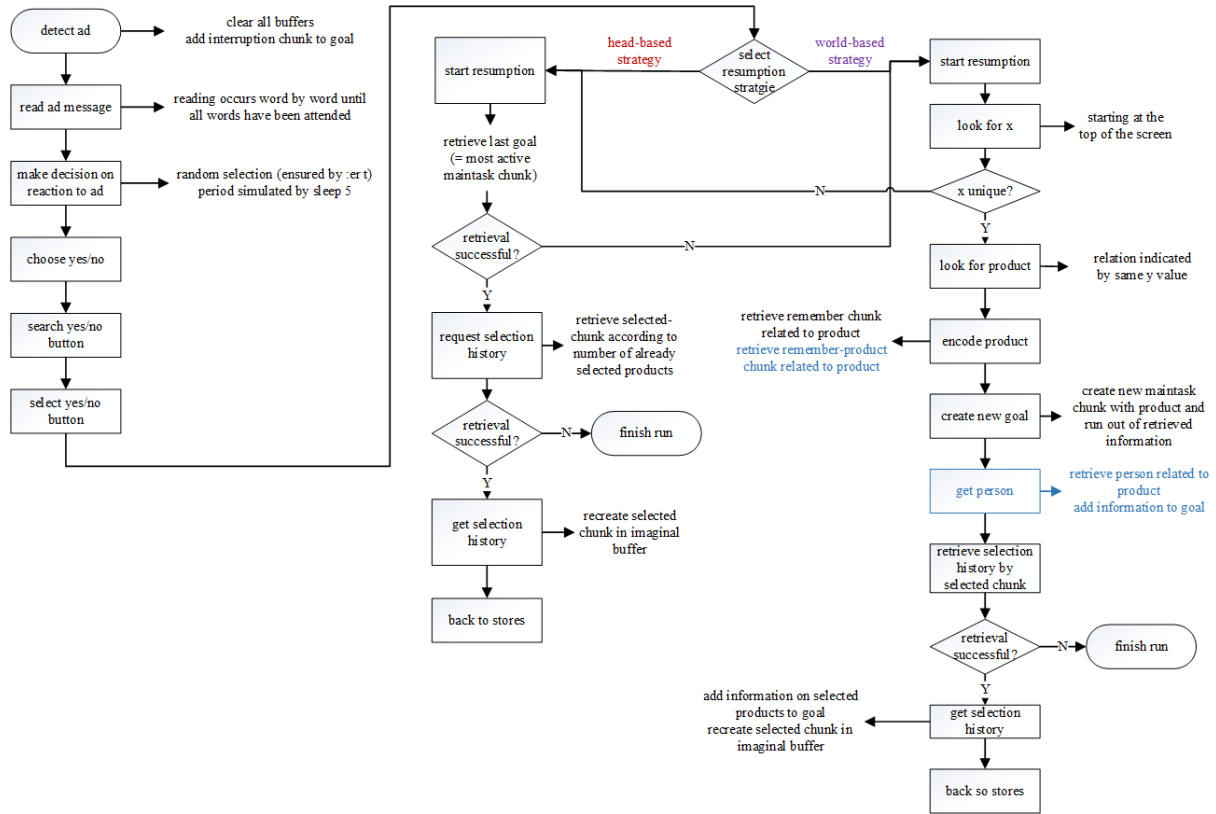 detect ad
clear all buffers
add interruption chunk to goal
read ad message
reading occurs word by word until
all words have been attended
make decision on
reaction to ad
random selection (ensured by :er t)
period simulated by sleep 5
choose yes/no
search yes/no
button
select yes/no
button
head-based
strategy
select
resumption
stratgie
world-based
strategy
start resumption
retrieve last goal
(= most active
maintask chunk)
retrieval
successful?
N
Y
request selection
history
retrieve selected-
chunk according to
number of already
selected products
retrieval
successful?
N
finish run
Y
get selection
history
recreate selected
chunk in imaginal
buffer
back to stores
start resumption
look for x
starting at the
top of the screen
x unique?
N
Y
look for product
relation indicated
by same y value
encode product
retrieve remember chunk
related to product
retrieve remember-product
chunk related to product
create new goal
create new maintask
chunk with product and
run out of retrieved
information
get person
retrieve person related to
product
add information to goal
retrieve selection
history by
selected chunk
retrieval
successful?
N
finish run
Y
get selection
history
add information on selected
products to goal
recreate selected chunk in
imaginal buffer
back so stores